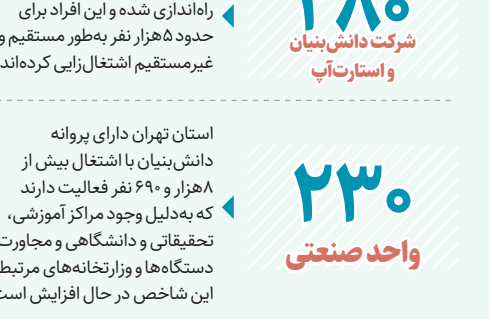 ۲۸۰
شرکت دانش‌بنیان
و استارت‌آپ
راه‌اندازی شده و این افراد برای
حدود ۵هزار نفر به‌طور مستقیم و
غیرمستقیم اشتغال‌زایی کرده‌اند
۲۳۰
واحد صنعتی
استان تهران دارای پروانه
دانش‌بنیان با اشتغال بیش از
۸هزار و ۶۹۰ نفر فعالیت دارند
که به‌دلیل وجود مراکز آموزشی،
تحقیقاتی و دانشگاهی و مجاورت
دستگاه‌ها و وزارتخانه‌های مرتبط
این شاخص در حال افزایش است